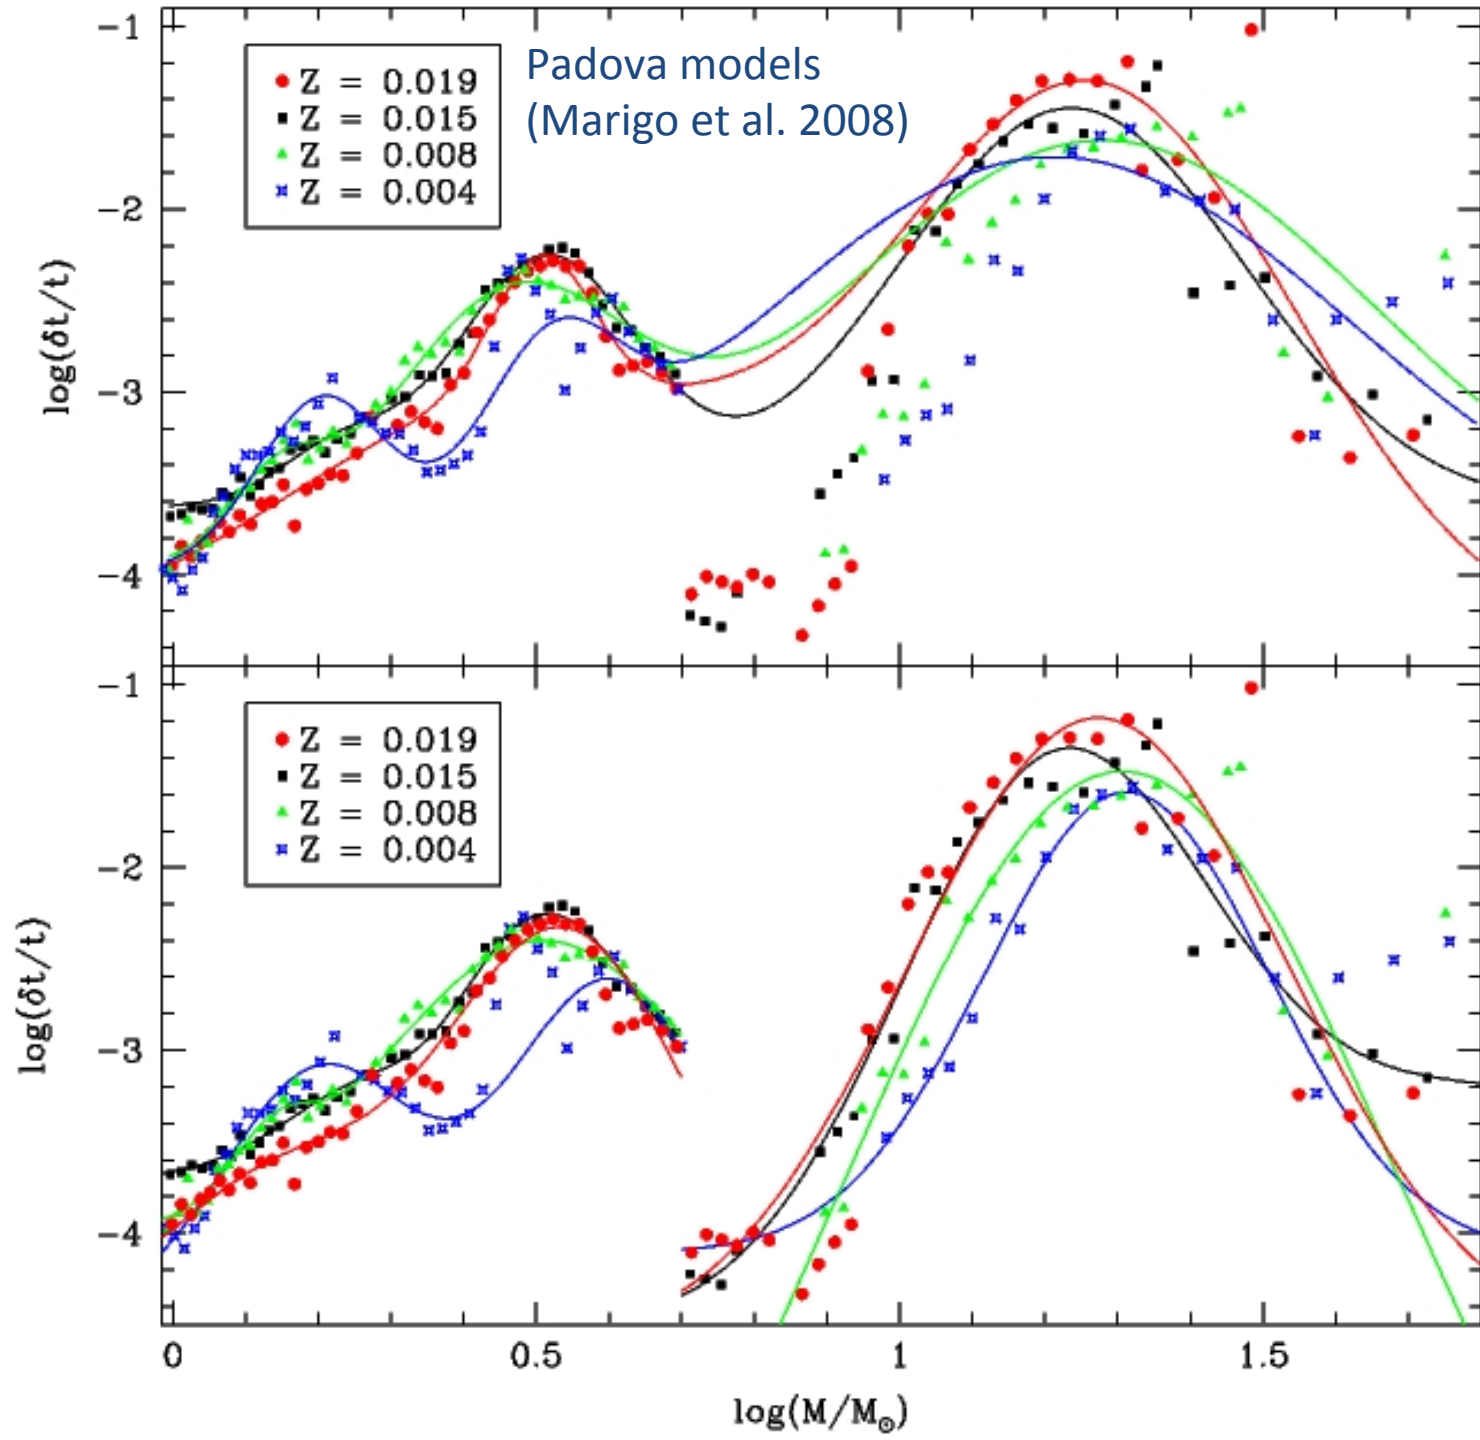 Padova models
(Marigo et al. 2008)
Z = 0.019
Z = 0.015
Z = 0.008
Z = 0.004
−1
−2
−3
−4
log(δt/t)
Z = 0.019
Z = 0.015
Z = 0.008
Z = 0.004
−1
−2
−3
−4
log(δt/t)
0
0.5
1
1.5
log(M/M☉)